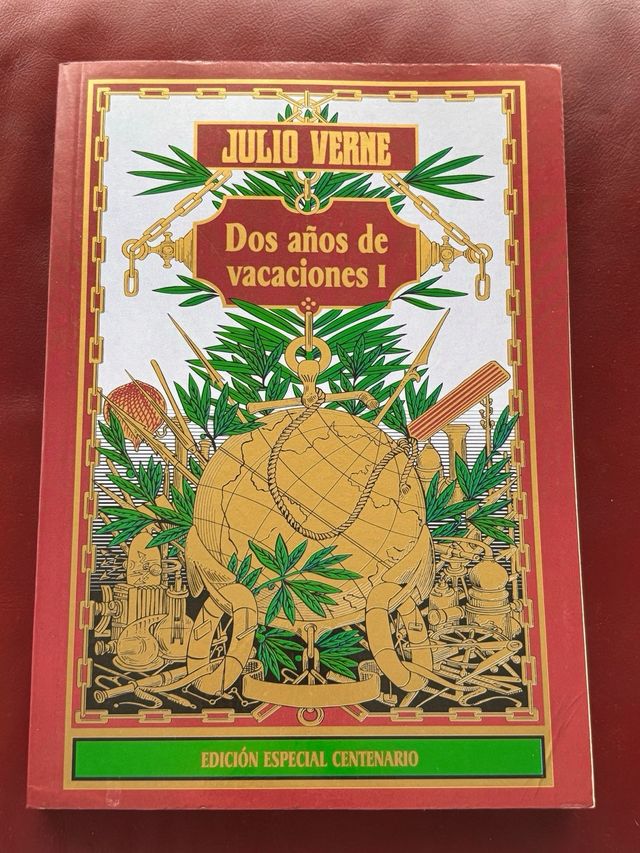 JULIO VERNE
Dos años de
vacaciones I
EDICIÓN ESPECIAL CENTENARIO